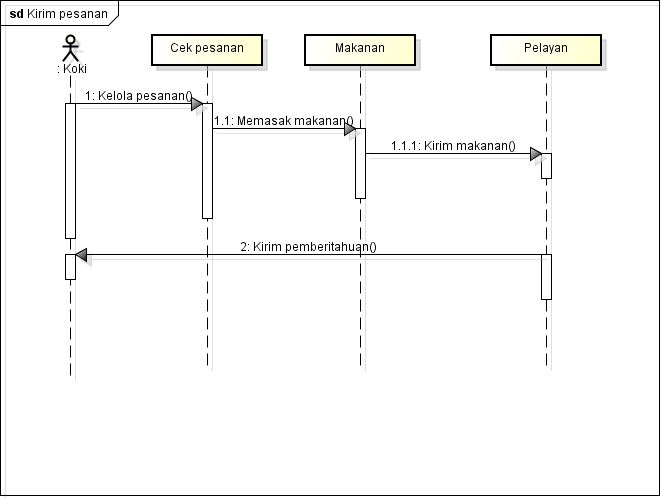 sd Kirim pesanan
: Koki
Cek pesanan
Makanan
Pelayan
1: Kelola pesanan()
1.1: Memasak makanan()
1.1.1: Kirim makanan()
2: Kirim pemberitahuan()